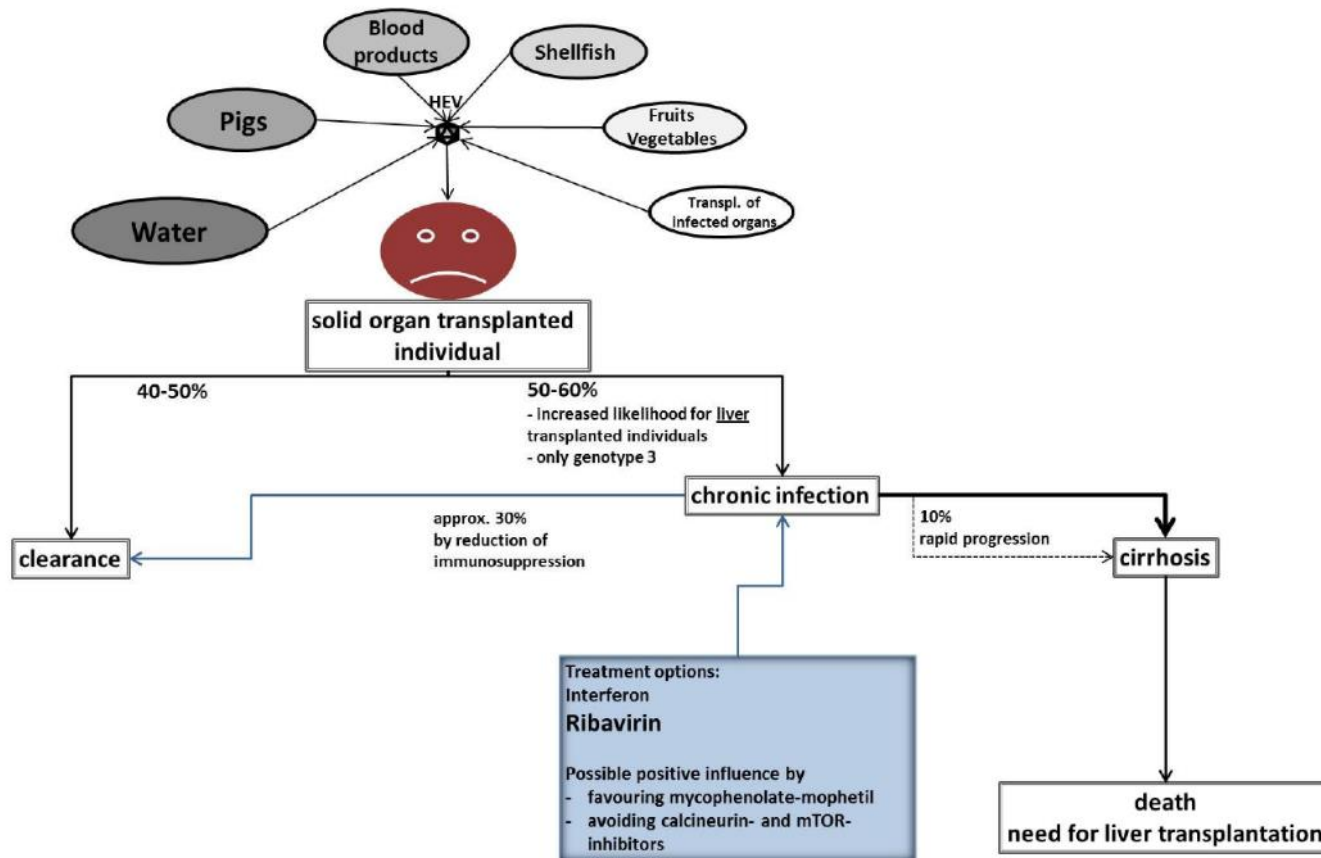 Blood
products
Shellfish
HEV
Pigs
Fruits
Vegetables
Water
Transpl. of
infected organs
solid organ transplanted
individual
40-50%
50-60%
- increased likelihood for liver
transplanted individuals
- only genotype 3
chronic infection
approx. 30%
by reduction of
immunosuppression
10%
rapid progression
clearance
cirrhosis
Treatment options:
Interferon
Ribavirin
Possible positive influence by
- favouring mycophenolate-mophetil
- avoiding calcineurin- and mTOR-
inhibitors
death
need for liver transplantation